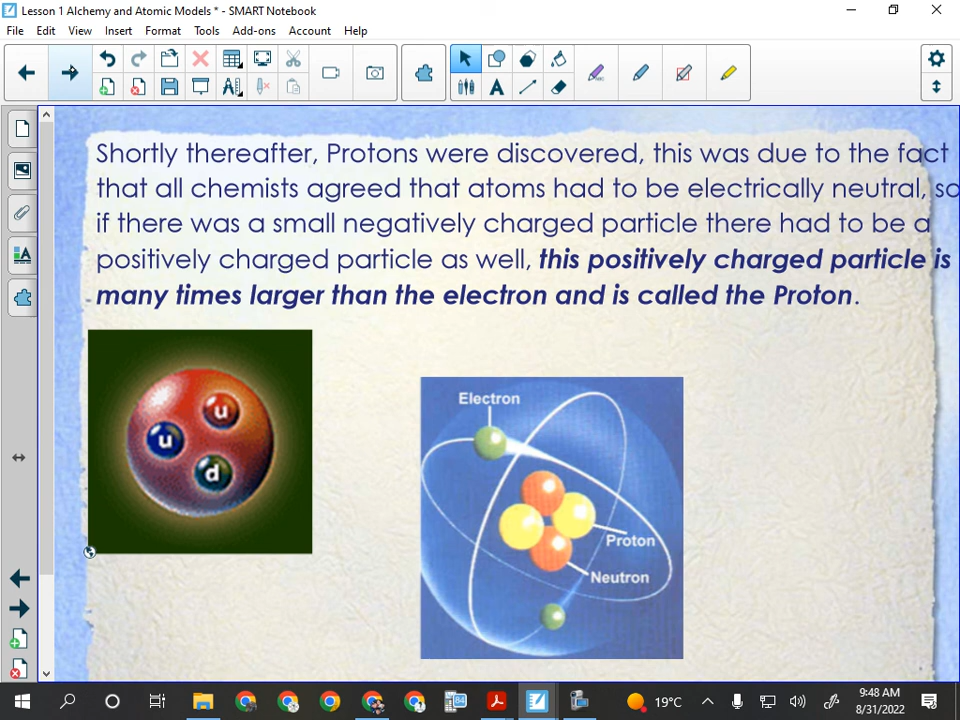 Lesson 1 Alchemy and Atomic Models * - SMART Notebook
File Edit View Insert Format Tools Add-ons Account Help
Shortly thereafter, Protons were discovered, this was due to the fact
that all chemists agreed that atoms had to be electrically neutral, so
if there was a small negatively charged particle there had to be a
positively charged particle as well, this positively charged particle is
many times larger than the electron and is called the Proton.
u
u
d
Electron
Proton
Neutron
19°C
9:48 AM
8/31/2022